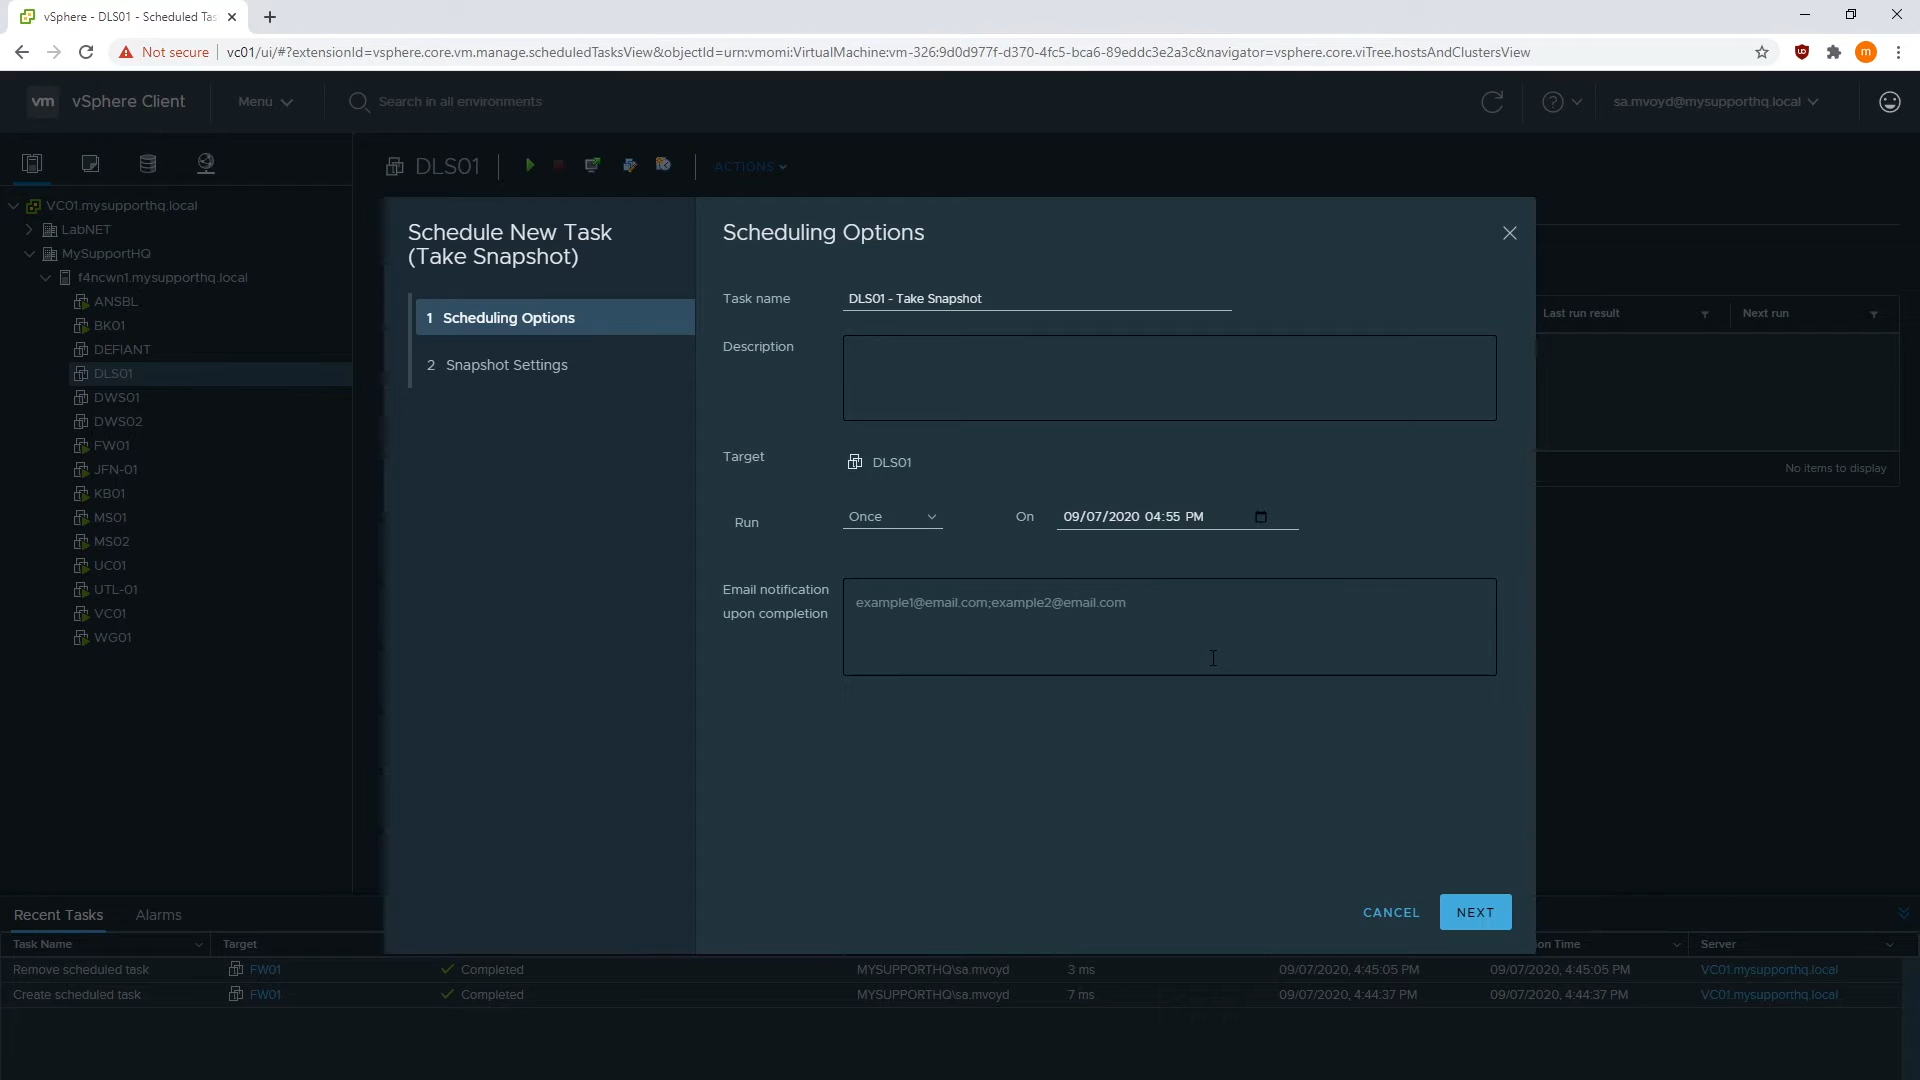 vSphere - DLS01 - Scheduled Tas
Not secure
vc01/ui/#?extensionId=vsphere.core.vm.manage.scheduledTasksView&objectId=urn:vmomi:VirtualMachine:vm-326:9d0d977f-d370-4fc5-bca6-89eddc3e2a3c&navigator=vsphere.core.viTree.hostsAndClustersView
m
vm vSphere Client
Menu
Search in all environments
sa.mvoyd@mysupporthq.local
DLS01
ACTIONS
VC01.mysupporthq.local
LabNET
MySupportHQ
f4ncwn1.mysupporthq.local
ANSBL
BK01
DEFIANT
DLS01
DWS01
DWS02
FW01
JFN-01
KB01
MS01
MS02
UC01
UTL-01
VC01
WG01
Schedule New Task
(Take Snapshot)
1 Scheduling Options
2 Snapshot Settings
Scheduling Options
Task name DLS01 - Take Snapshot
Description
Target DLS01
Run Once On 09/07/2020 04:55 PM
Email notification
upon completion
example1@email.com;example2@email.com
CANCEL NEXT
Last run result Next run
No items to display
Recent Tasks Alarms
Task Name Target on Time Server
Remove scheduled task FW01 Completed MYSUPPORTHQ\sa.mvoyd 3 ms 09/07/2020, 4:45:05 PM 09/07/2020, 4:45:05 PM VC01.mysupporthq.local
Create scheduled task FW01 Completed MYSUPPORTHQ\sa.mvoyd 7 ms 09/07/2020, 4:44:37 PM 09/07/2020, 4:44:37 PM VC01.mysupporthq.local